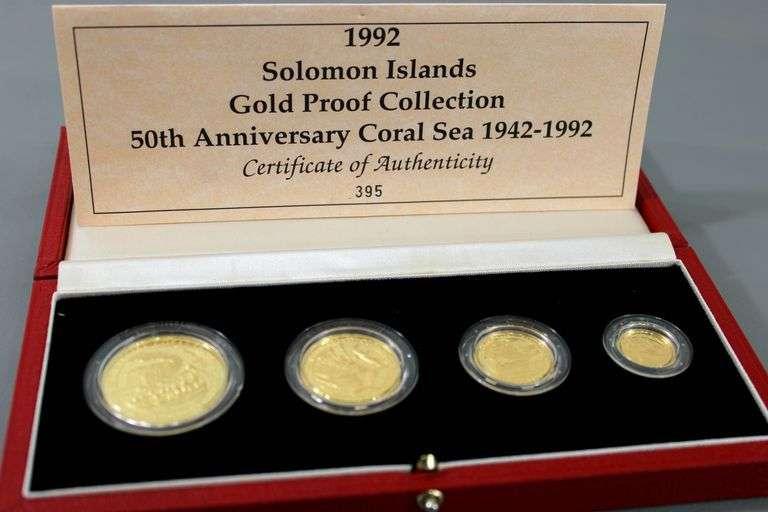 1992
Solomon Islands
Gold Proof Collection
50th Anniversary Coral Sea 1942-1992
Certificate of Authenticity
395